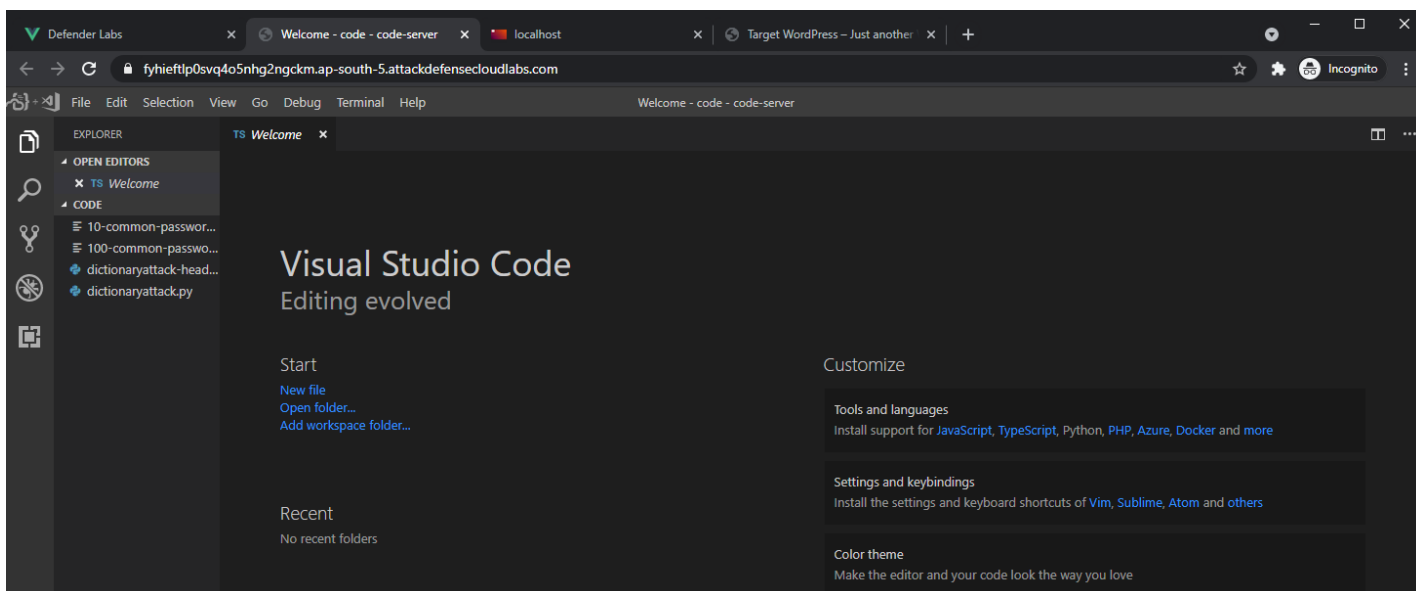 Defender Labs
Welcome - code - code-server
localhost
Target WordPress – Just another
fyhieftlp0svq4o5nhg2ngckm.ap-south-5.attackdefensecloudlabs.com
Incognito
File Edit Selection View Go Debug Terminal Help
Welcome - code - code-server
EXPLORER
TS Welcome
OPEN EDITORS
TS Welcome
CODE
10-common-passwor...
100-common-passwo...
dictionaryattack-head...
dictionaryattack.py
Visual Studio Code
Editing evolved
Start
New file
Open folder...
Add workspace folder...
Recent
No recent folders
Customize
Tools and languages
Install support for JavaScript, TypeScript, Python, PHP, Azure, Docker and more
Settings and keybindings
Install the settings and keyboard shortcuts of Vim, Sublime, Atom and others
Color theme
Make the editor and your code look the way you love